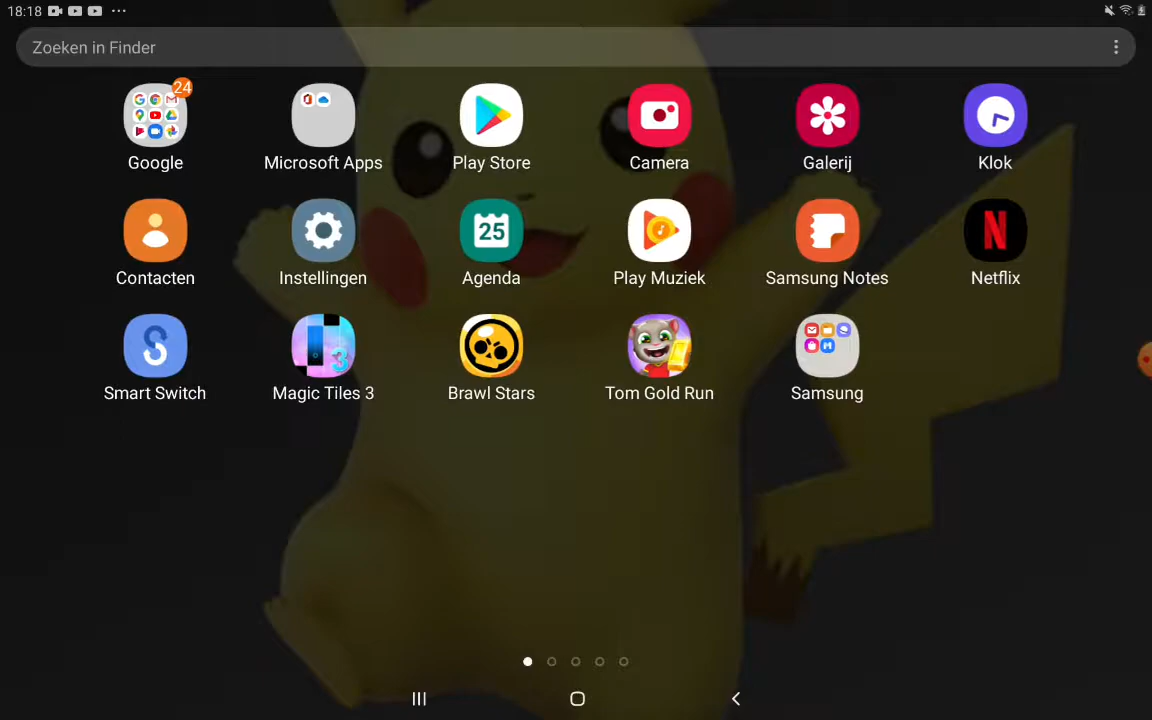 18:18
Zoeken in Finder
24
Google
Microsoft Apps
Play Store
Camera
Galerij
Klok
25
Contacten
Instellingen
Agenda
Play Muziek
Samsung Notes
N
Netflix
S
3
Smart Switch
Magic Tiles 3
Brawl Stars
Tom Gold Run
Samsung